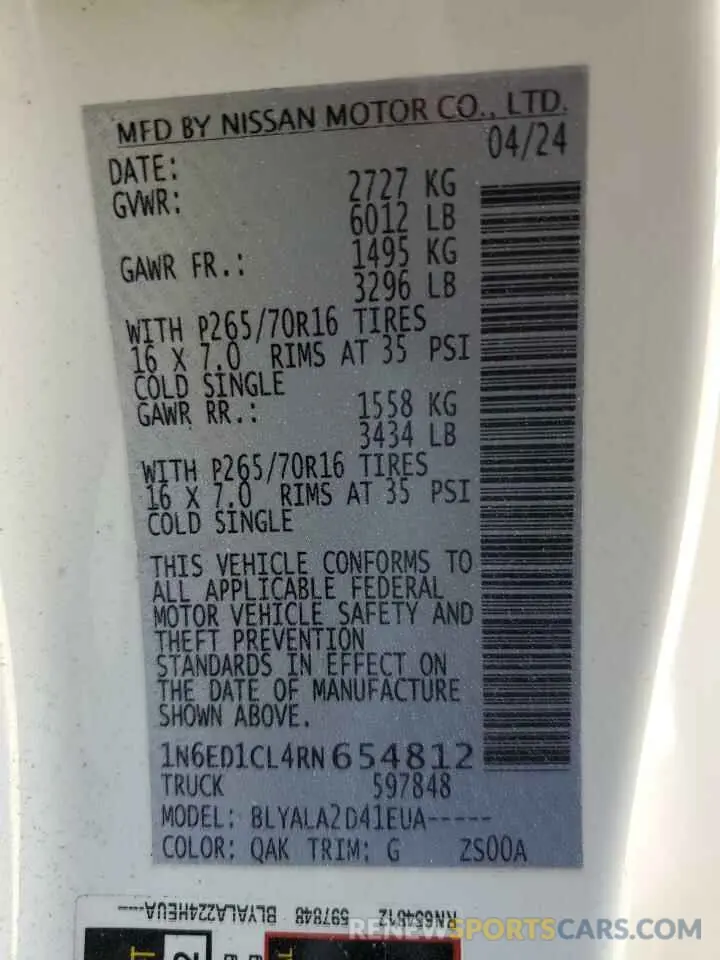 MFD BY NISSAN MOTOR CO., LTD.
DATE: 04/24
GVWR: 2727 KG
6012 LB
GAWR FR.: 1495 KG
3296 LB
WITH P265/70R16 TIRES
16 X 7.0 RIMS AT 35 PSI
COLD SINGLE
GAWR RR.: 1558 KG
3434 LB
WITH P265/70R16 TIRES
16 X 7.0 RIMS AT 35 PSI
COLD SINGLE
THIS VEHICLE CONFORMS TO
ALL APPLICABLE FEDERAL
MOTOR VEHICLE SAFETY AND
THEFT PREVENTION
STANDARDS IN EFFECT ON
THE DATE OF MANUFACTURE
SHOWN ABOVE.
1N6ED1CL4RN654812
TRUCK 597848
MODEL: BLYALA2D41EUA-----
COLOR: QAK TRIM: G ZS00A
RN654812 597848 BLYALA224HEUA----
RENEWSPORTSCARS.COM